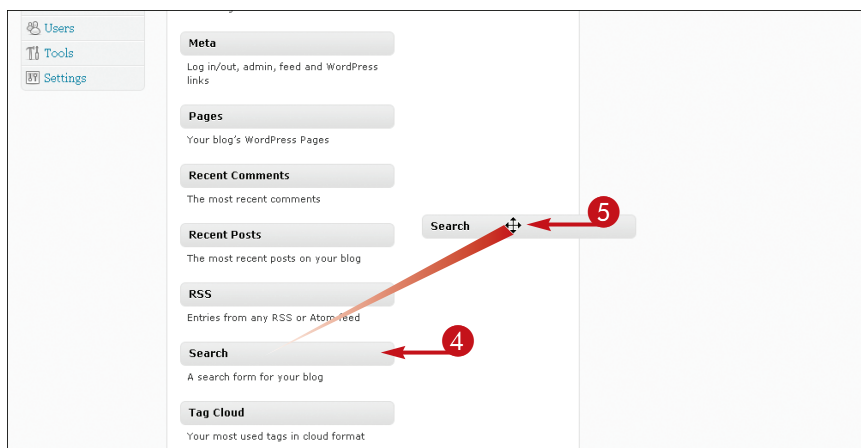 Users
Tools
Settings
Meta
Log in/out, admin, feed and WordPress
links
Pages
Your blog's WordPress Pages
Recent Comments
The most recent comments
Recent Posts
The most recent posts on your blog
RSS
Entries from any RSS or Atom feed
Search
A search form for your blog
Tag Cloud
Your most used tags in cloud format
Search
5
4